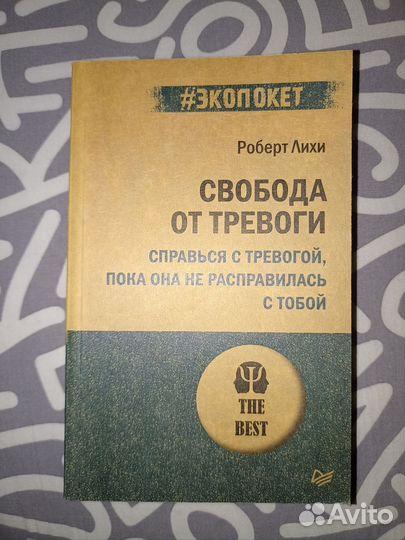 #ЭКОПОКЕТ
Роберт Лихи
СВОБОДА
ОТ ТРЕВОГИ
СПРАВЬСЯ С ТРЕВОГОЙ,
ПОКА ОНА НЕ РАСПРАВИЛАСЬ
С ТОБОЙ
THE
BEST
Avito